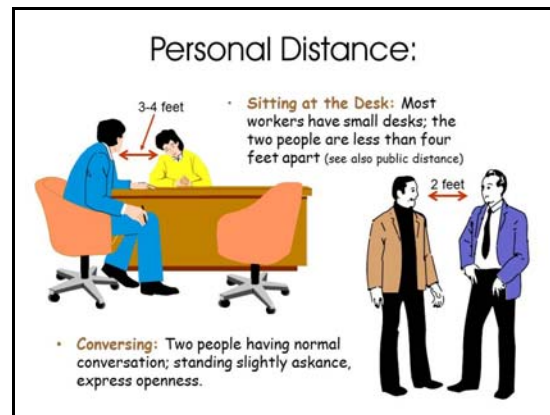 Personal Distance:
3-4 feet
• Sitting at the Desk: Most
workers have small desks; the
two people are less than four
feet apart (see also public distance)
2 feet
• Conversing: Two people having normal
conversation; standing slightly askance,
express openness.